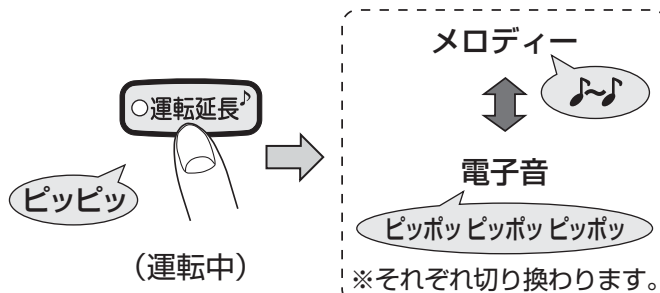 ○運転延長♪
ピッピッ
（運転中）
メロディー
♪〜♪
電子音
ピッポッ ピッポッ ピッポッ
※それぞれ切り換わります。